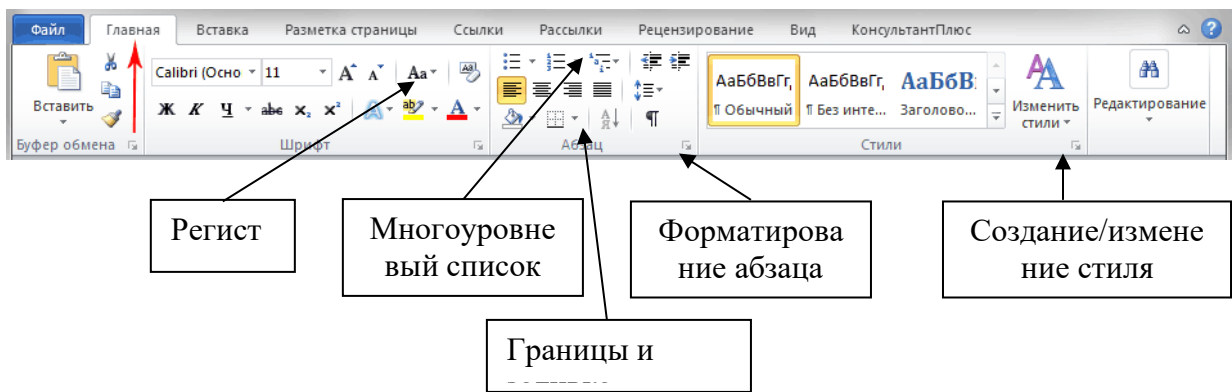 Файл Главная Вставка Разметка страницы Ссылки Рассылки Рецензирование Вид КонсультантПлюс
Calibri (Осно 11 А А Аа
Вставить
Ж К Ч abc x₂ x² ab А
АаБбВвГг, АаБбВвГг, АаБбВ
¶ Обычный ¶ Без инте... Заголово...
Изменить стили
Редактирование
Буфер обмена Шрифт Абзац Стили
Регист
Многоуровне
вый список
Форматирова
ние абзаца
Создание/измене
ние стиля
Границы и